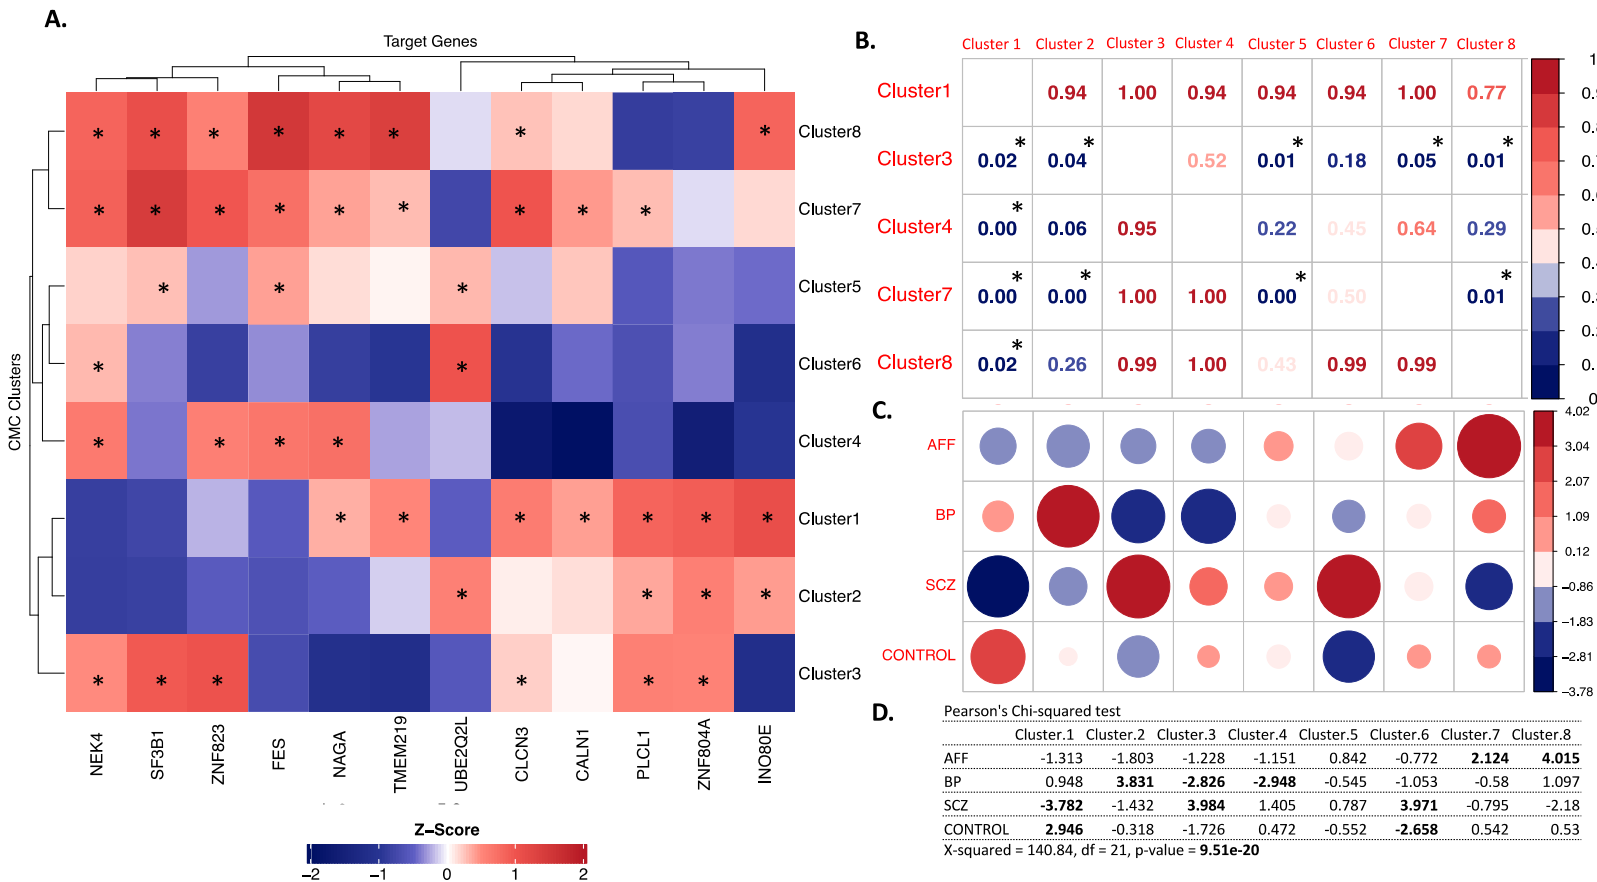 A.
Target Genes
CMC Clusters
Cluster8
Cluster7
Cluster5
Cluster6
Cluster4
Cluster1
Cluster2
Cluster3
* * * * * * * *
* * * * * * * * *
* * *
* *
* * * *
* * * * * * *
* * * *
* * * * * *
NEK4 SF3B1 ZNF823 FES NAGA TMEM219 UBE2Q2L CLCN3 CALN1 PLCL1 ZNF804A INO80E
Z-Score
-2 -1 0 1 2
B.
Cluster 1 Cluster 2 Cluster 3 Cluster 4 Cluster 5 Cluster 6 Cluster 7 Cluster 8
Cluster1 0.94 1.00 0.94 0.94 0.94 1.00 0.77
Cluster3 0.02* 0.04* 0.52 0.01* 0.18 0.05* 0.01*
Cluster4 0.00* 0.06 0.95 0.22 0.45 0.64 0.29
Cluster7 0.00* 0.00* 1.00 1.00 0.00* 0.50 0.01*
Cluster8 0.02* 0.26 0.99 1.00 0.43 0.99 0.99
1
0
C.
AFF
BP
SCZ
CONTROL
4.02
3.04
2.07
1.09
0.12
-0.86
-1.83
-2.81
-3.78
D.
Pearson's Chi-squared test
Cluster.1 Cluster.2 Cluster.3 Cluster.4 Cluster.5 Cluster.6 Cluster.7 Cluster.8
AFF -1.313 -1.803 -1.228 -1.151 0.842 -0.772 2.124 4.015
BP 0.948 3.831 -2.826 -2.948 -0.545 -1.053 -0.58 1.097
SCZ -3.782 -1.432 3.984 1.405 0.787 3.971 -0.795 -2.18
CONTROL 2.946 -0.318 -1.726 0.472 -0.552 -2.658 0.542 0.53
X-squared = 140.84, df = 21, p-value = 9.51e-20